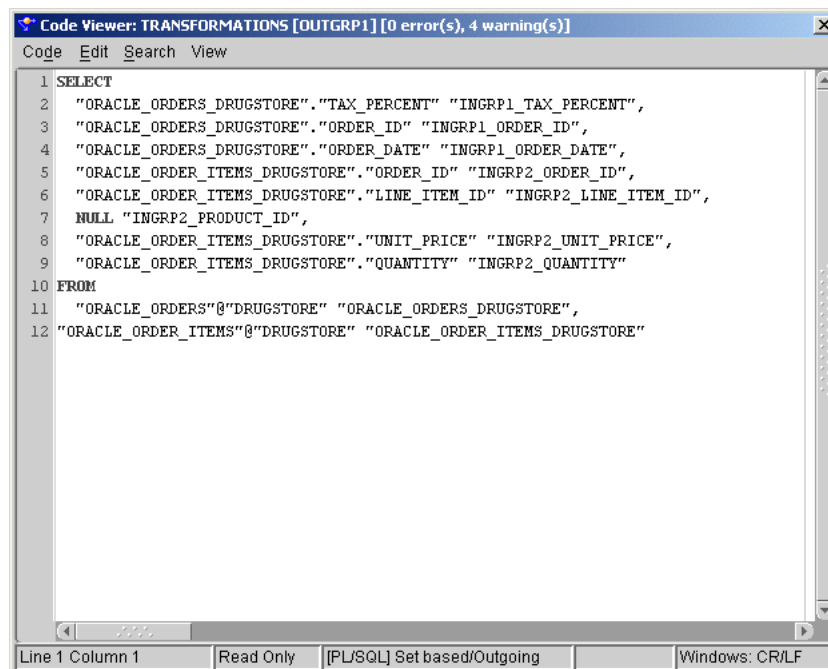 Code Viewer: TRANSFORMATIONS [OUTGRP1] [0 error(s), 4 warning(s)]
Code Edit Search View
1 SELECT
2 "ORACLE_ORDERS_DRUGSTORE"."TAX_PERCENT" "INGRP1_TAX_PERCENT",
3 "ORACLE_ORDERS_DRUGSTORE"."ORDER_ID" "INGRP1_ORDER_ID",
4 "ORACLE_ORDERS_DRUGSTORE"."ORDER_DATE" "INGRP1_ORDER_DATE",
5 "ORACLE_ORDER_ITEMS_DRUGSTORE"."ORDER_ID" "INGRP2_ORDER_ID",
6 "ORACLE_ORDER_ITEMS_DRUGSTORE"."LINE_ITEM_ID" "INGRP2_LINE_ITEM_ID",
7 NULL "INGRP2_PRODUCT_ID",
8 "ORACLE_ORDER_ITEMS_DRUGSTORE"."UNIT_PRICE" "INGRP2_UNIT_PRICE",
9 "ORACLE_ORDER_ITEMS_DRUGSTORE"."QUANTITY" "INGRP2_QUANTITY"
10 FROM
11 "ORACLE_ORDERS"@"DRUGSTORE" "ORACLE_ORDERS_DRUGSTORE",
12 "ORACLE_ORDER_ITEMS"@"DRUGSTORE" "ORACLE_ORDER_ITEMS_DRUGSTORE"
Line 1 Column 1 Read Only [PL/SQL] Set based/Outgoing Windows: CR/LF